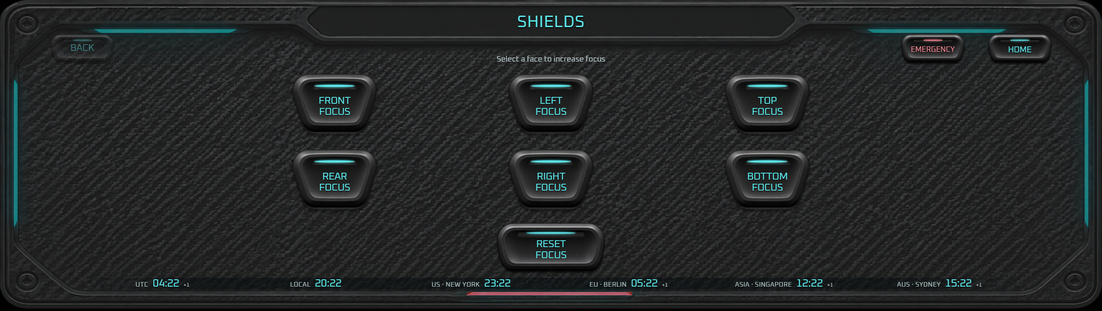 SHIELDS
BACK
EMERGENCY
HOME
Select a face to increase focus
FRONT
FOCUS
LEFT
FOCUS
TOP
FOCUS
REAR
FOCUS
RIGHT
FOCUS
BOTTOM
FOCUS
RESET
FOCUS
UTC 04:22 +1
LOCAL 20:22
US · NEW YORK 23:22
EU · BERLIN 05:22 +1
ASIA · SINGAPORE 12:22 +1
AUS · SYDNEY 15:22 +1